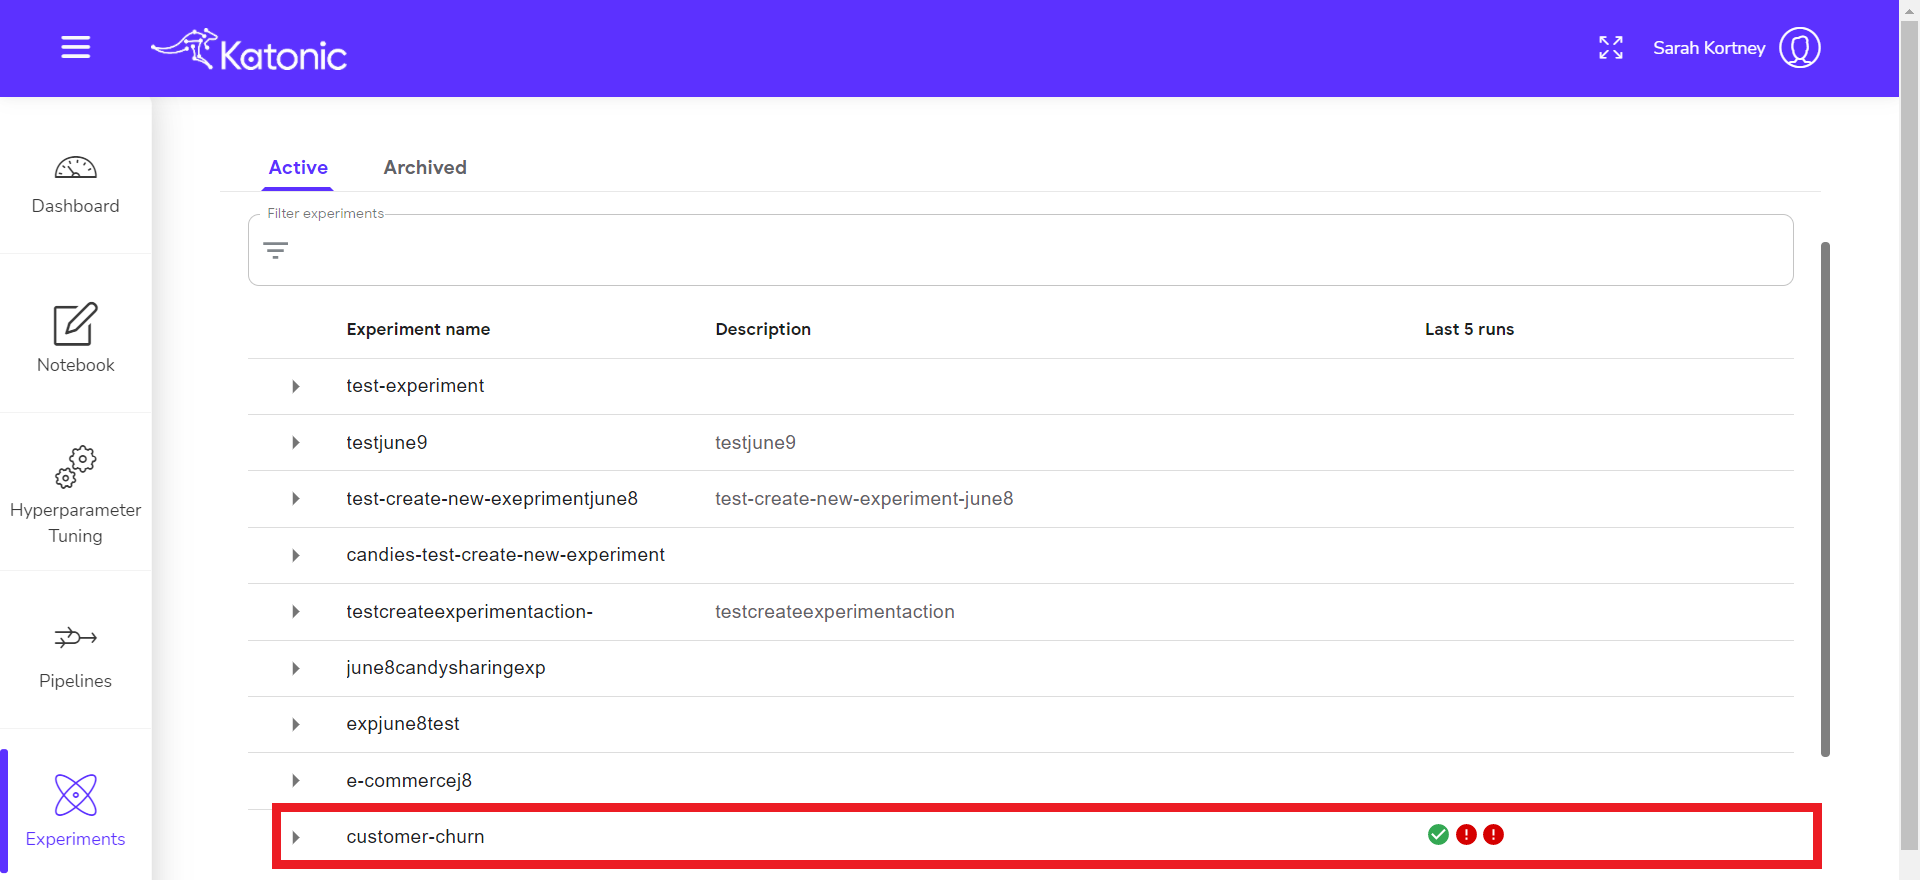 Katonic
Sarah Kortney
Dashboard
Notebook
Hyperparameter
Tuning
Pipelines
Experiments
Active Archived
Filter experiments
Experiment name Description Last 5 runs
test-experiment
testjune9 testjune9
test-create-new-exeprimentjune8 test-create-new-experiment-june8
candies-test-create-new-experiment
testcreateexperimentaction- testcreateexperimentaction
june8candysharingexp
expjune8test
e-commercej8
customer-churn